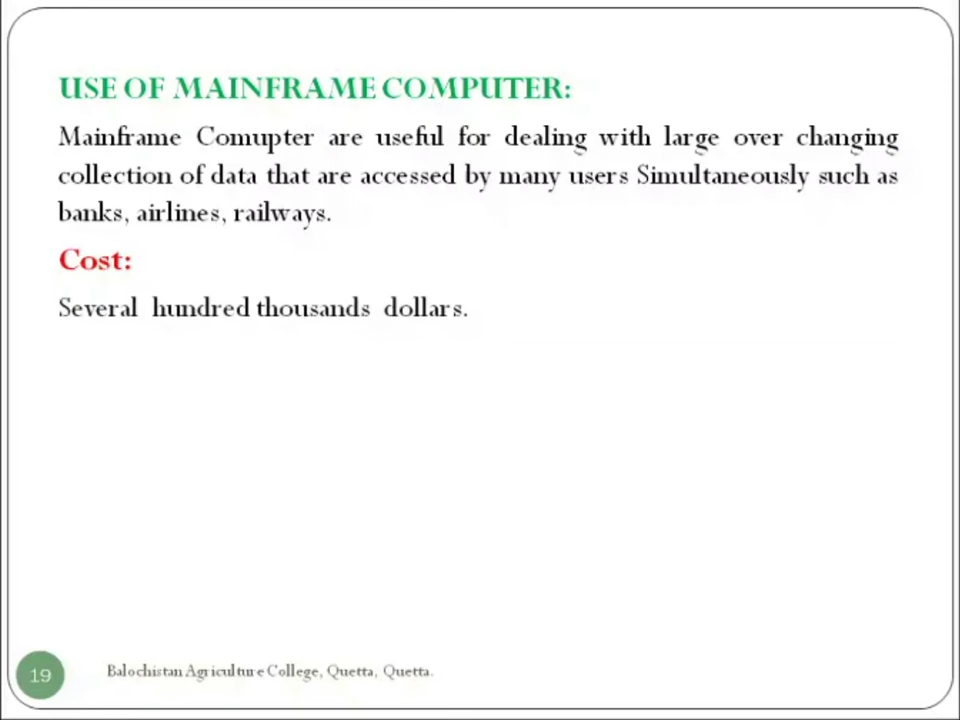 USE OF MAINFRAME COMPUTER:
Mainframe Comupter are useful for dealing with large over changing
collection of data that are accessed by many users Simultaneously such as
banks, airlines, railways.
Cost:
Several hundred thousands dollars.
19
Balochistan Agriculture College, Quetta, Quetta.